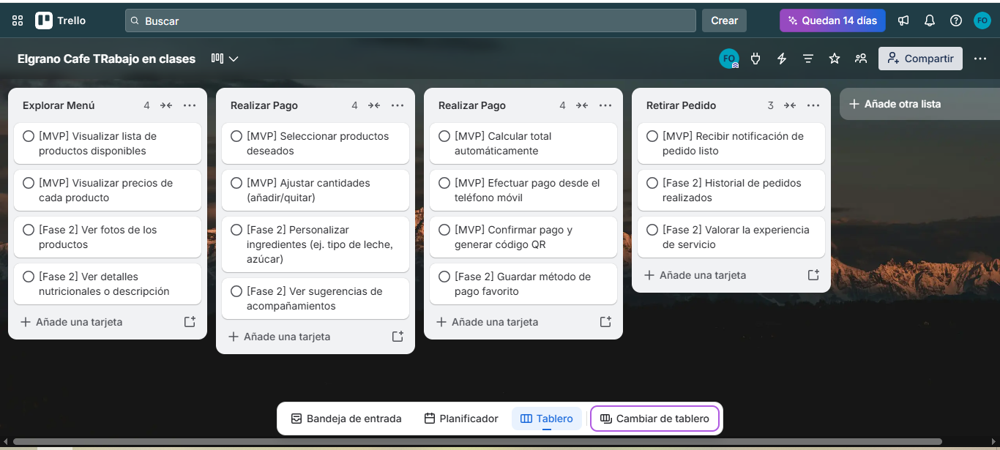 Trello
Buscar
Crear
Quedan 14 días
FO
Elgrano Cafe TRabajo en clases
FO
Compartir
Explorar Menú
4
[MVP] Visualizar lista de
productos disponibles
[MVP] Visualizar precios de
cada producto
[Fase 2] Ver fotos de los
productos
[Fase 2] Ver detalles
nutricionales o descripción
Añade una tarjeta
Realizar Pago
4
[MVP] Seleccionar productos
deseados
[MVP] Ajustar cantidades
(añadir/quitar)
[Fase 2] Personalizar
ingredientes (ej. tipo de leche,
azúcar)
[Fase 2] Ver sugerencias de
acompañamientos
Añade una tarjeta
Realizar Pago
4
[MVP] Calcular total
automáticamente
[MVP] Efectuar pago desde el
teléfono móvil
[MVP] Confirmar pago y
generar código QR
[Fase 2] Guardar método de
pago favorito
Añade una tarjeta
Retirar Pedido
3
[MVP] Recibir notificación de
pedido listo
[Fase 2] Historial de pedidos
realizados
[Fase 2] Valorar la experiencia
de servicio
Añade una tarjeta
Añade otra lista
Bandeja de entrada
Planificador
Tablero
Cambiar de tablero